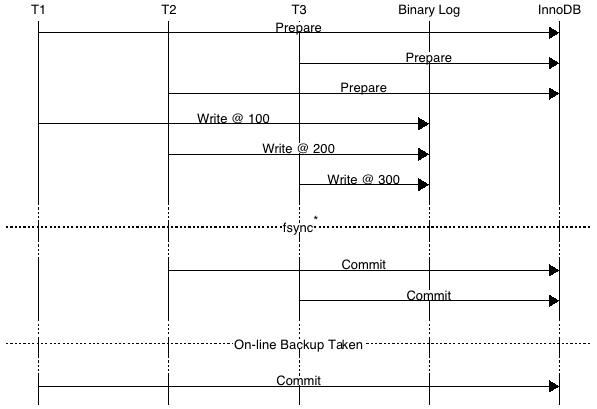 T1 T2 T3 Binary Log InnoDB
Prepare
Prepare
Prepare
Write @ 100
Write @ 200
Write @ 300
fsync*
Commit
Commit
On-line Backup Taken
Commit